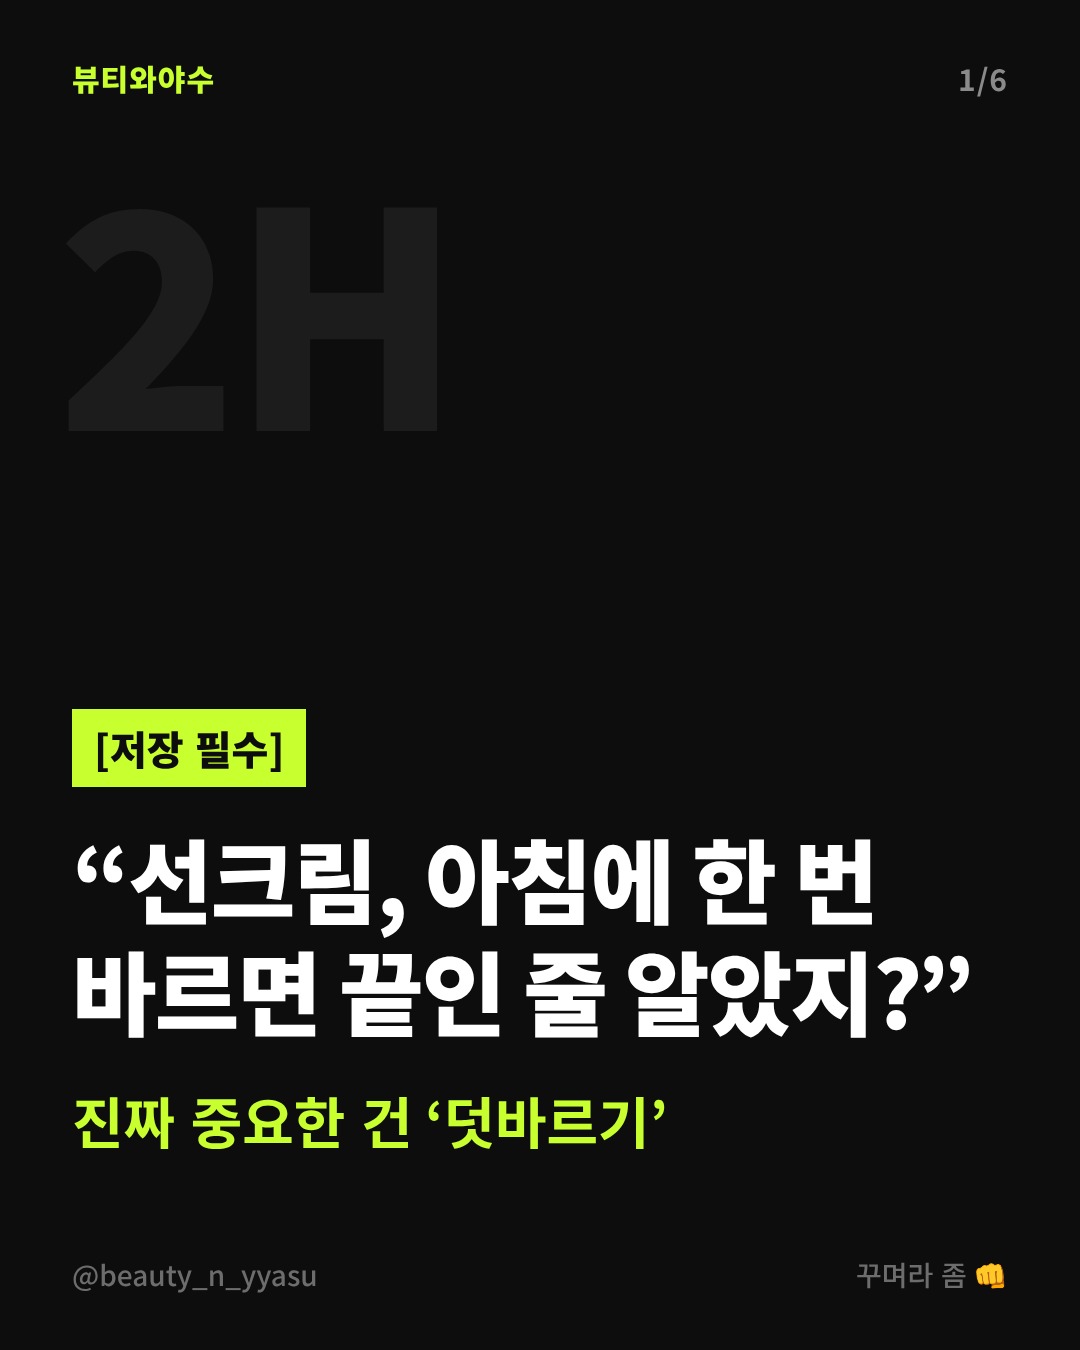 뷰티와야수
1/6
2H
[저장 필수]
“선크림, 아침에 한 번
바르면 끝인 줄 알았지?”
진짜 중요한 건 ‘덧바르기’
@beauty_n_yyasu
꾸며라 좀 👊